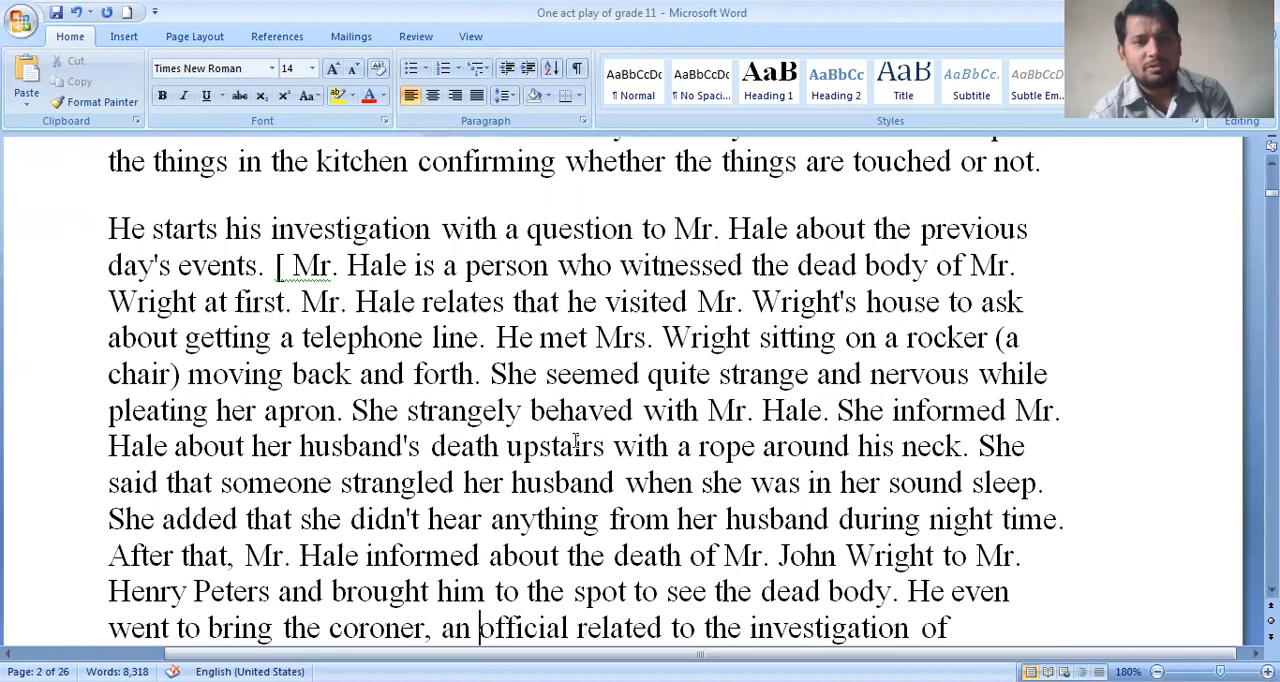 One act play of grade 11 - Microsoft Word
Home Insert Page Layout References Mailings Review View
Cut
Copy
Paste
Format Painter
Times New Roman 14
AaBbCcDc AaBbCcDc AaB AaBbCc AaB AaBbCc. AaBbCcDc
¶ Normal ¶ No Spaci... Heading 1 Heading 2 Title Subtitle Subtle Em...
Clipboard Font Paragraph Styles Editing
the things in the kitchen confirming whether the things are touched or not.
He starts his investigation with a question to Mr. Hale about the previous
day's events. [ Mr. Hale is a person who witnessed the dead body of Mr.
Wright at first. Mr. Hale relates that he visited Mr. Wright's house to ask
about getting a telephone line. He met Mrs. Wright sitting on a rocker (a
chair) moving back and forth. She seemed quite strange and nervous while
pleating her apron. She strangely behaved with Mr. Hale. She informed Mr.
Hale about her husband's death upstairs with a rope around his neck. She
said that someone strangled her husband when she was in her sound sleep.
She added that she didn't hear anything from her husband during night time.
After that, Mr. Hale informed about the death of Mr. John Wright to Mr.
Henry Peters and brought him to the spot to see the dead body. He even
went to bring the coroner, an official related to the investigation of
Page: 2 of 26 Words: 8,318 English (United States) 180%